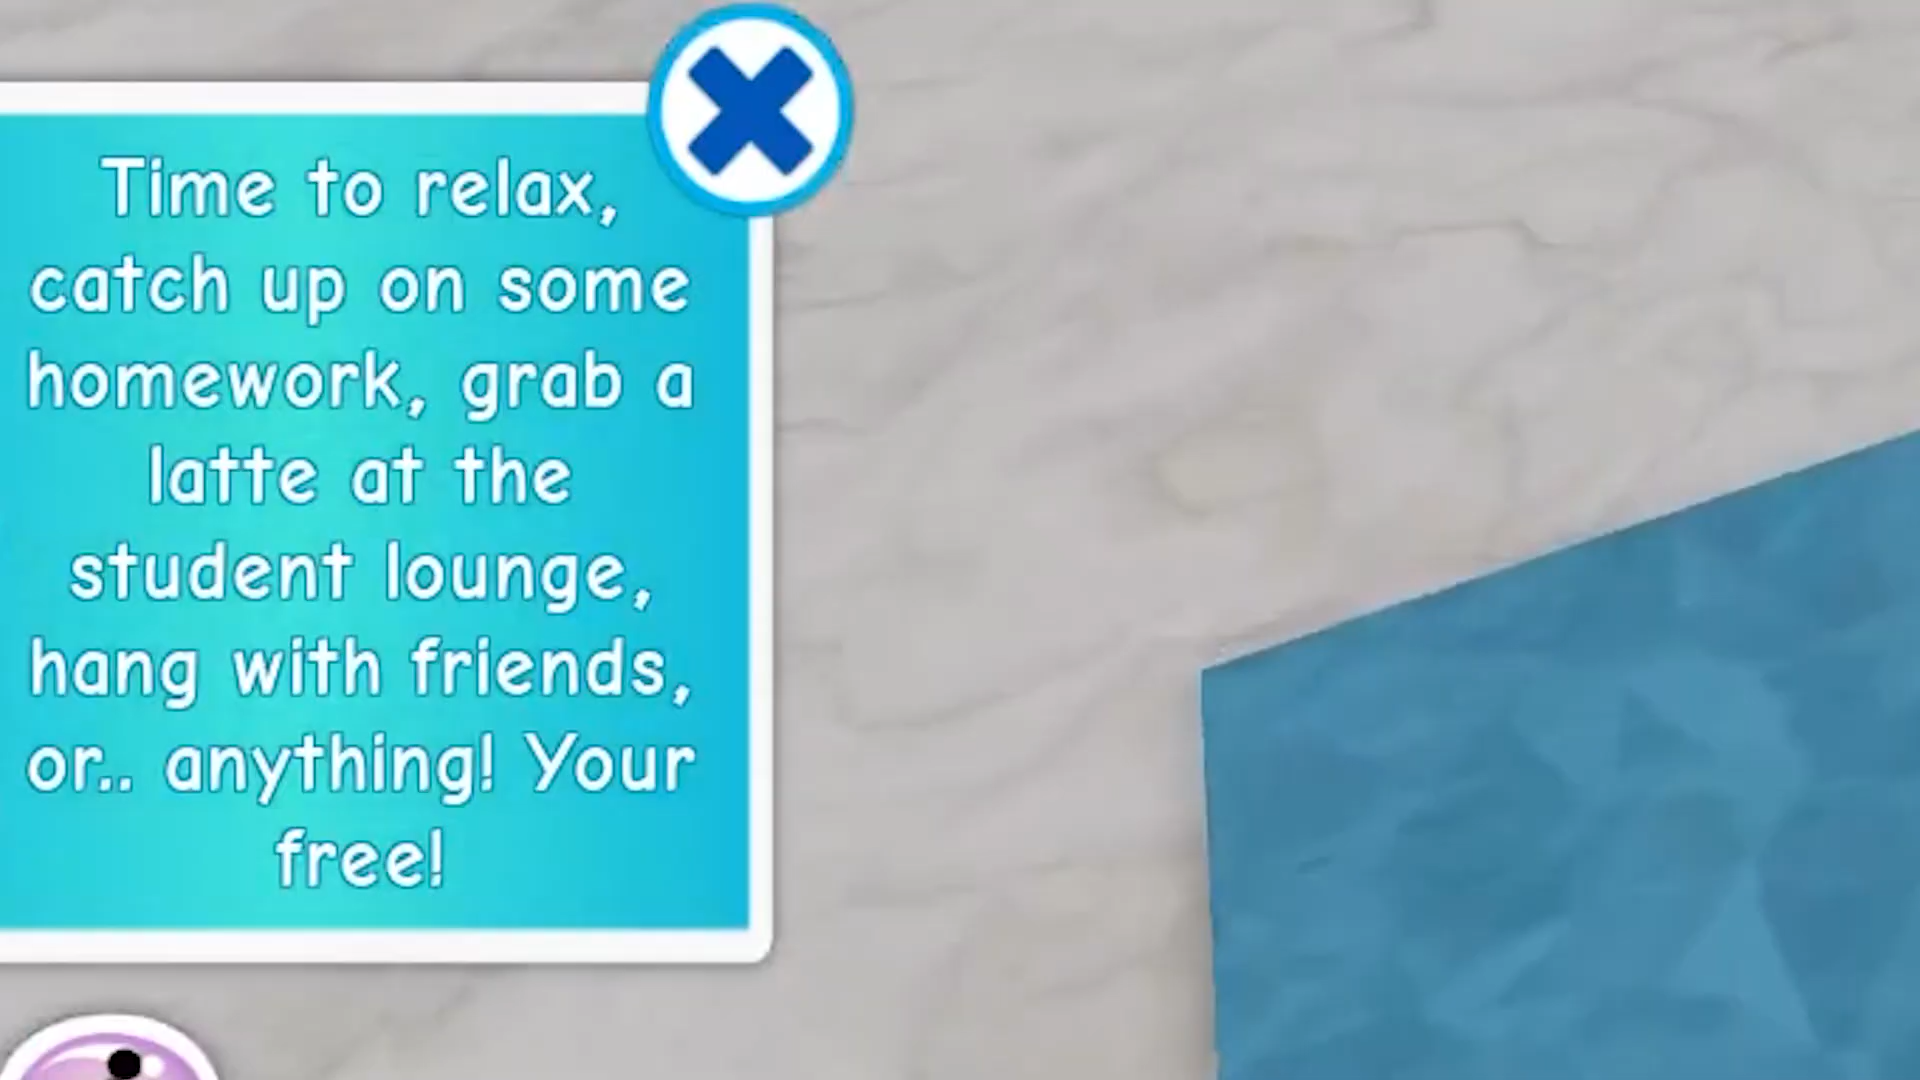 Time to relax,
catch up on some
homework, grab a
latte at the
student lounge,
hang with friends,
or.. anything! Your
free!